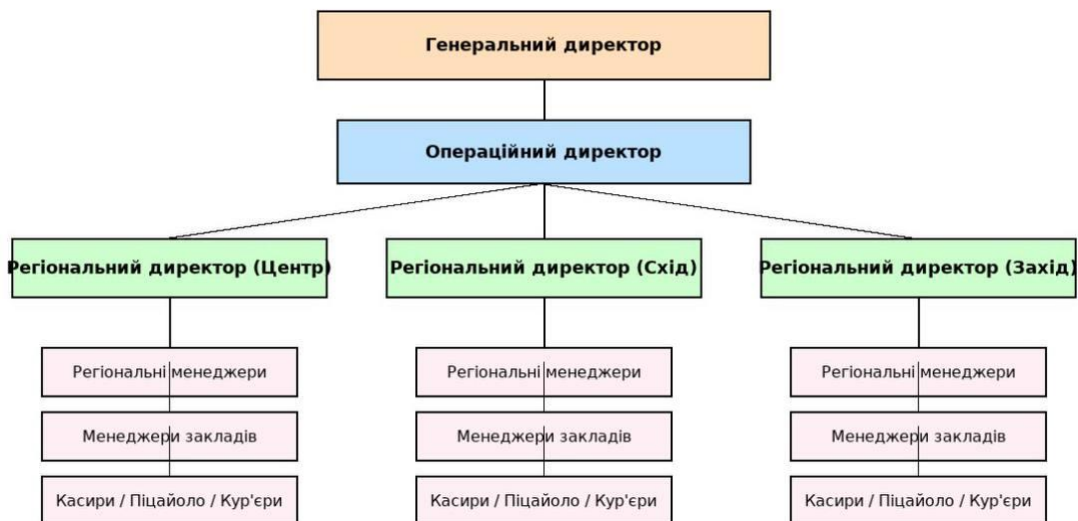 Генеральний директор
Операційний директор
Регіональний директор (Центр)
Регіональний директор (Схід)
Регіональний директор (Захід)
Регіональні менеджери
Регіональні менеджери
Регіональні менеджери
Менеджери закладів
Менеджери закладів
Менеджери закладів
Касири / Піцайоло / Кур'єри
Касири / Піцайоло / Кур'єри
Касири / Піцайоло / Кур'єри